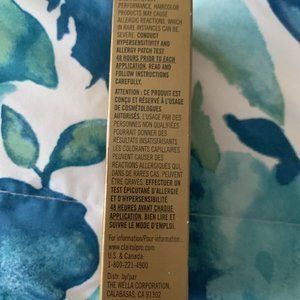 PERFORMANCE. HAIRCOLOR
PRODUCTS MAY CAUSE
ALLERGIC REACTIONS, WHICH
IN RARE INSTANCES CAN BE
SEVERE. CONDUCT
HYPERSENSITIVITY AND
ALLERGY PATCH TEST
48 HOURS PRIOR TO EACH
APPLICATION. READ AND
FOLLOW INSTRUCTIONS
CAREFULLY.
ATTENTION : CE PRODUIT EST
CONÇU ET RÉSERVÉ À L'USAGE
DE COSMÉTOLOGUES
AUTORISÉS. L'USAGE PAR DES
PERSONNES NON QUALIFIÉES
POURRAIT DONNER DES
RÉSULTATS INSATISFAISANTS.
LES COLORANTS CAPILLAIRES
PEUVENT CAUSER DES
RÉACTIONS ALLERGIQUES QUI,
DANS DE RARES CAS, PEUVENT
ÊTRE GRAVES. EFFECTUER UN
TEST ÉPICUTANÉ D'ALLERGIE
ET D'HYPERSENSIBILITÉ
48 HEURES AVANT CHAQUE
APPLICATION. BIEN LIRE ET
SUIVRE LE MODE D'EMPLOI.
For information/Pour information :
www.clairolpro.com
U.S. & Canada:
1-800-221-4900
Distr. by/par
THE WELLA CORPORATION,
CALABASAS, CA 91302